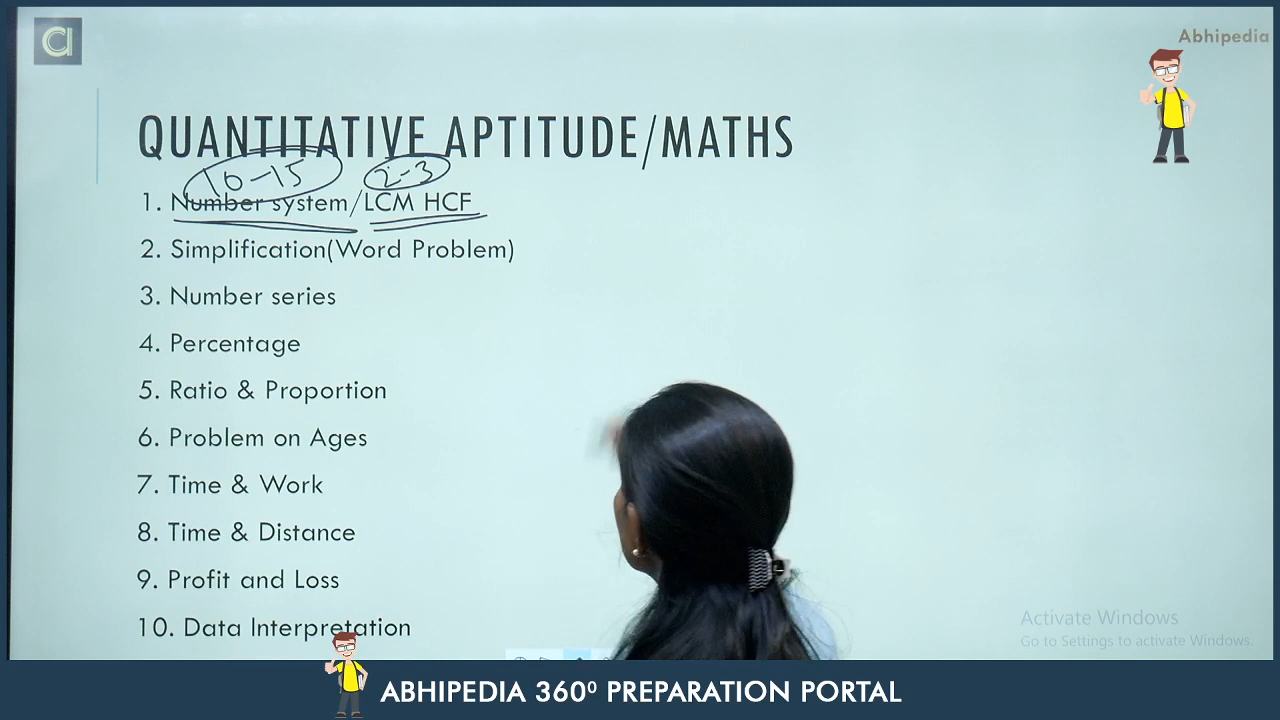 Abhipedia
QUANTITATIVE APTITUDE/MATHS
10-15 2-3
1. Number system/LCM HCF
2. Simplification(Word Problem)
3. Number series
4. Percentage
5. Ratio & Proportion
6. Problem on Ages
7. Time & Work
8. Time & Distance
9. Profit and Loss
10. Data Interpretation
Activate Windows
Go to Settings to activate Windows.
ABHIPEDIA 360⁰ PREPARATION PORTAL